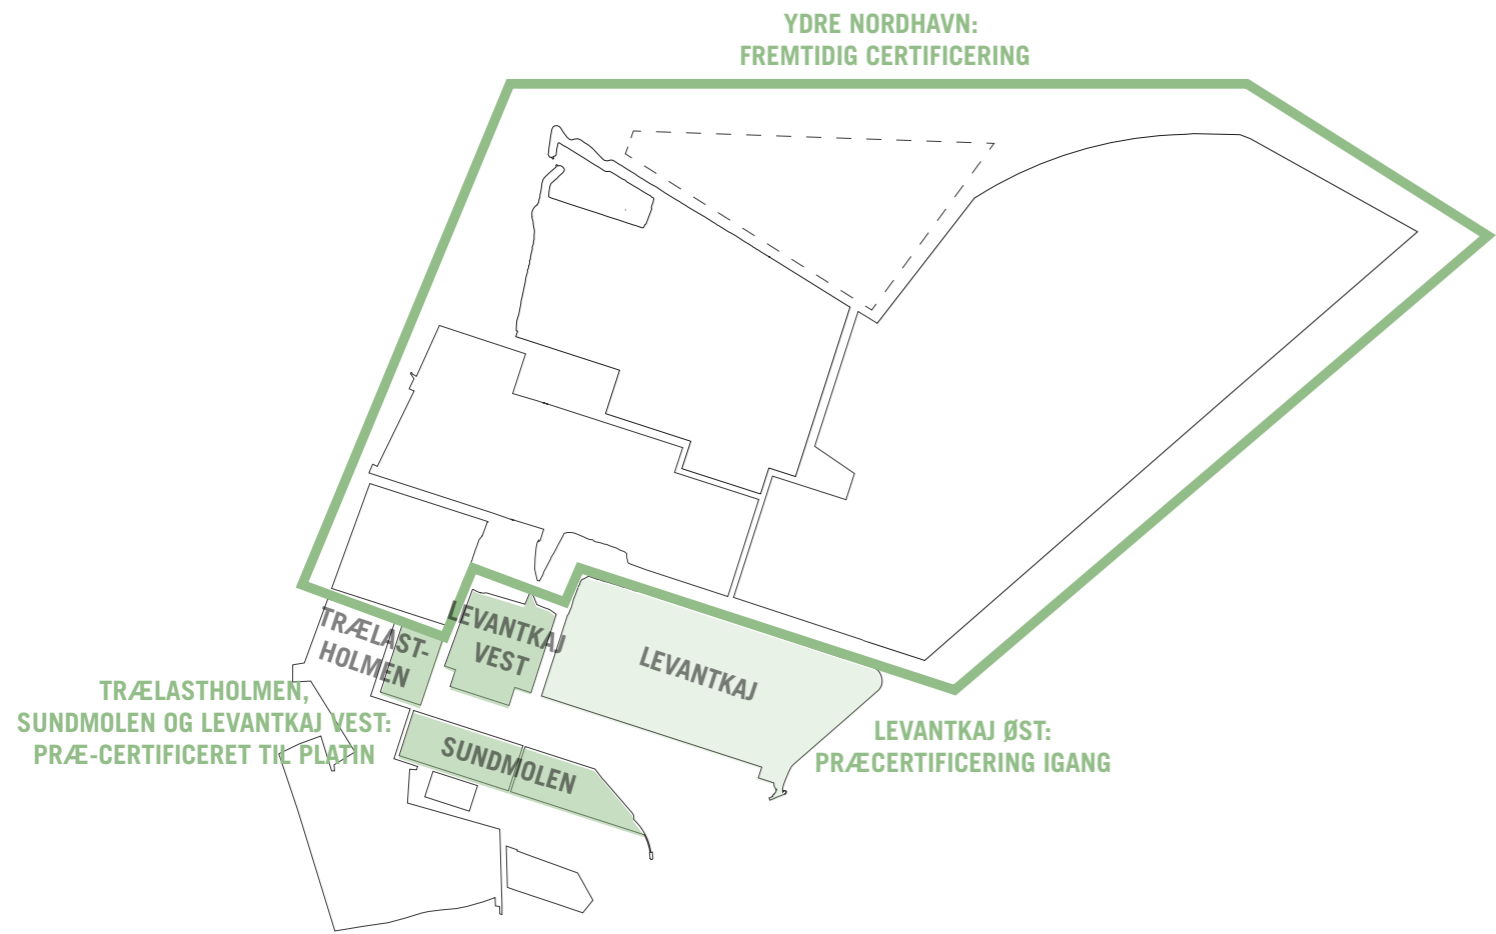 YDRE NORDHAVN:
FREMTIDIG CERTIFICERING
TRÆLAST-
HOLMEN
LEVANTKAJ
VEST
LEVANTKAJ
TRÆLASTHOLMEN,
SUNDMOLEN OG LEVANTKAJ VEST:
PRÆ-CERTIFICERET TIL PLATIN
SUNDMOLEN
LEVANTKAJ ØST:
PRÆCERTIFICERING IGANG